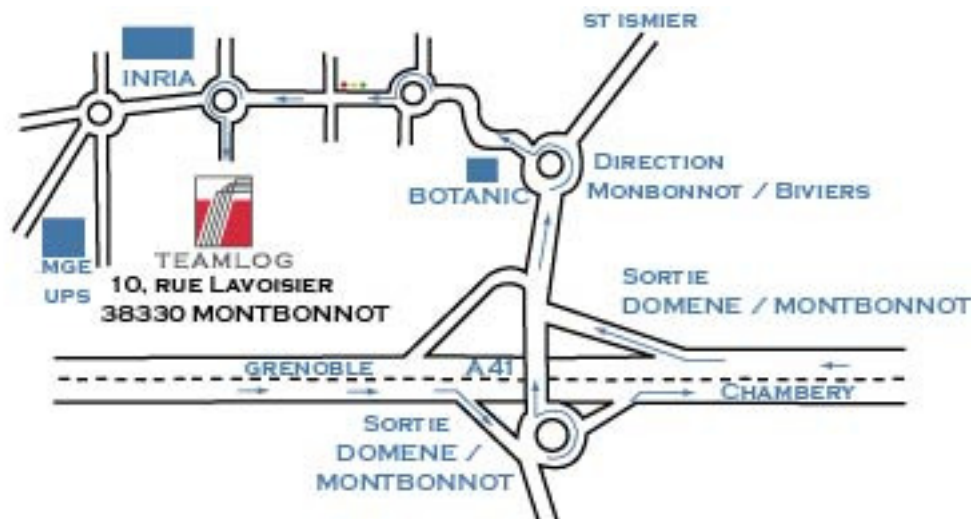 ST ISMIER
INRIA
DIRECTION
MONBONNOT / BIVIERS
BOTANIC
MGE
UPS
TEAMLOG
10, RUE LAVOISIER
38330 MONTBONNOT
SORTIE
DOMENE / MONTBONNOT
GRENOBLE
A41
CHAMBERY
SORTIE
DOMENE /
MONTBONNOT